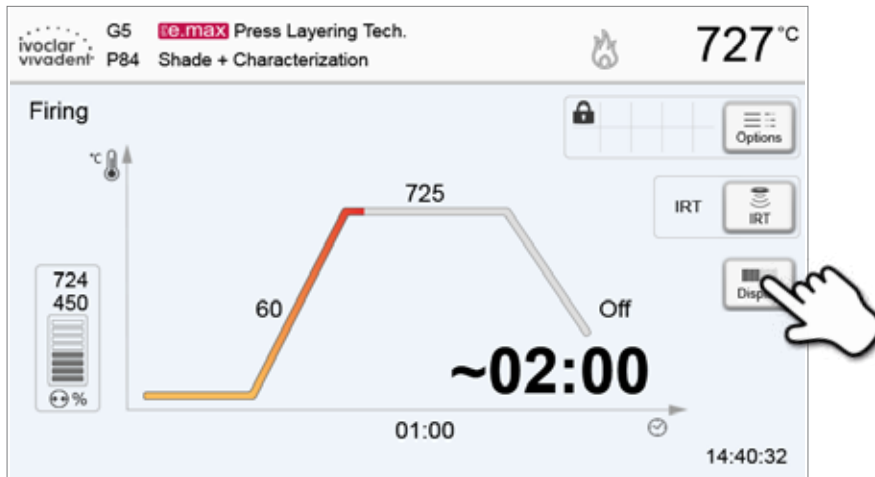 ivoclar vivadent G5 IPS e.max Press Layering Tech.
P84 Shade + Characterization
727°C
Firing
Options
°C
725
IRT IRT
724
450
60
Off
%
~02:00
01:00
14:40:32